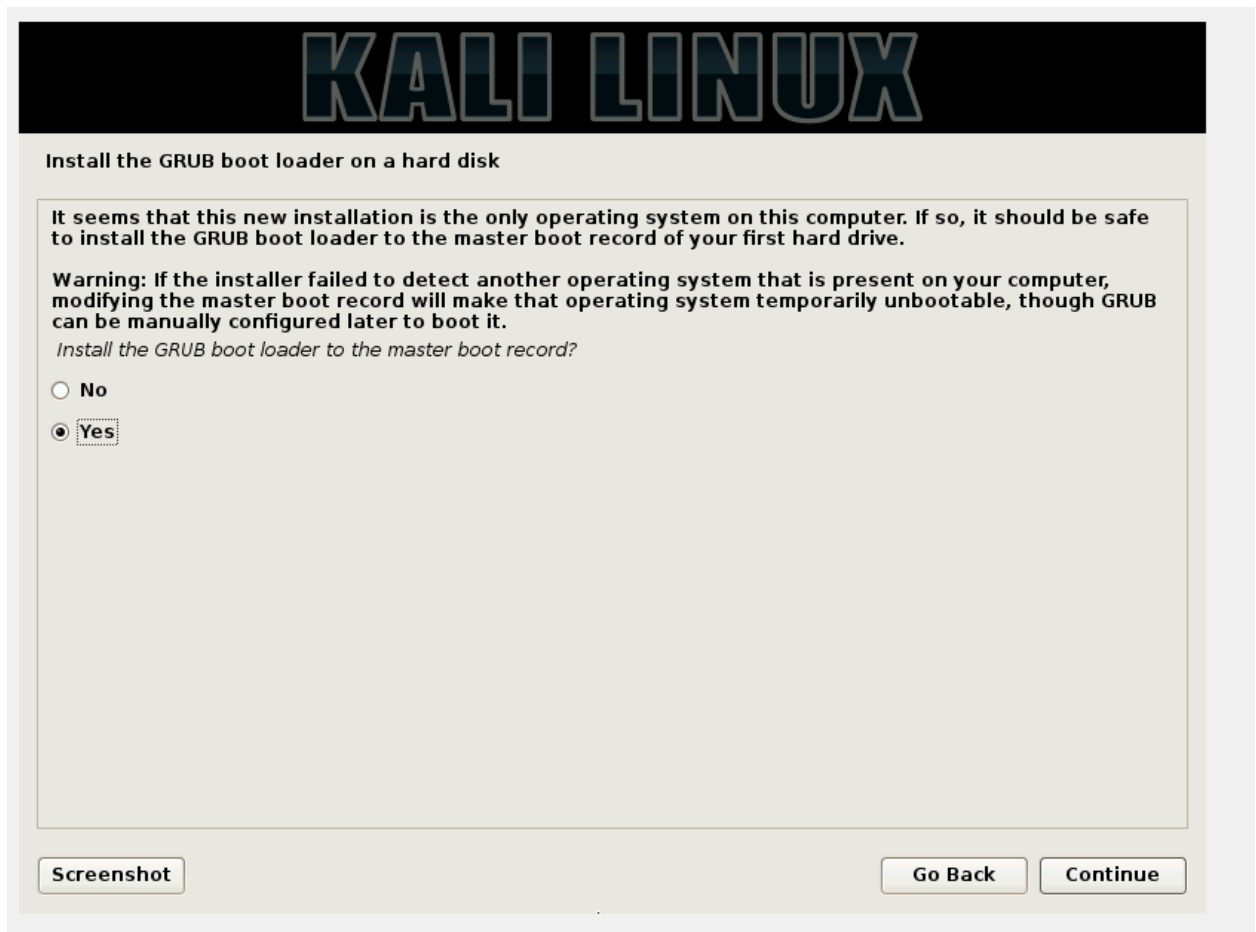 KALI LINUX
Install the GRUB boot loader on a hard disk
It seems that this new installation is the only operating system on this computer. If so, it should be safe
to install the GRUB boot loader to the master boot record of your first hard drive.
Warning: If the installer failed to detect another operating system that is present on your computer,
modifying the master boot record will make that operating system temporarily unbootable, though GRUB
can be manually configured later to boot it.
Install the GRUB boot loader to the master boot record?
No
Yes
Screenshot
Go Back
Continue